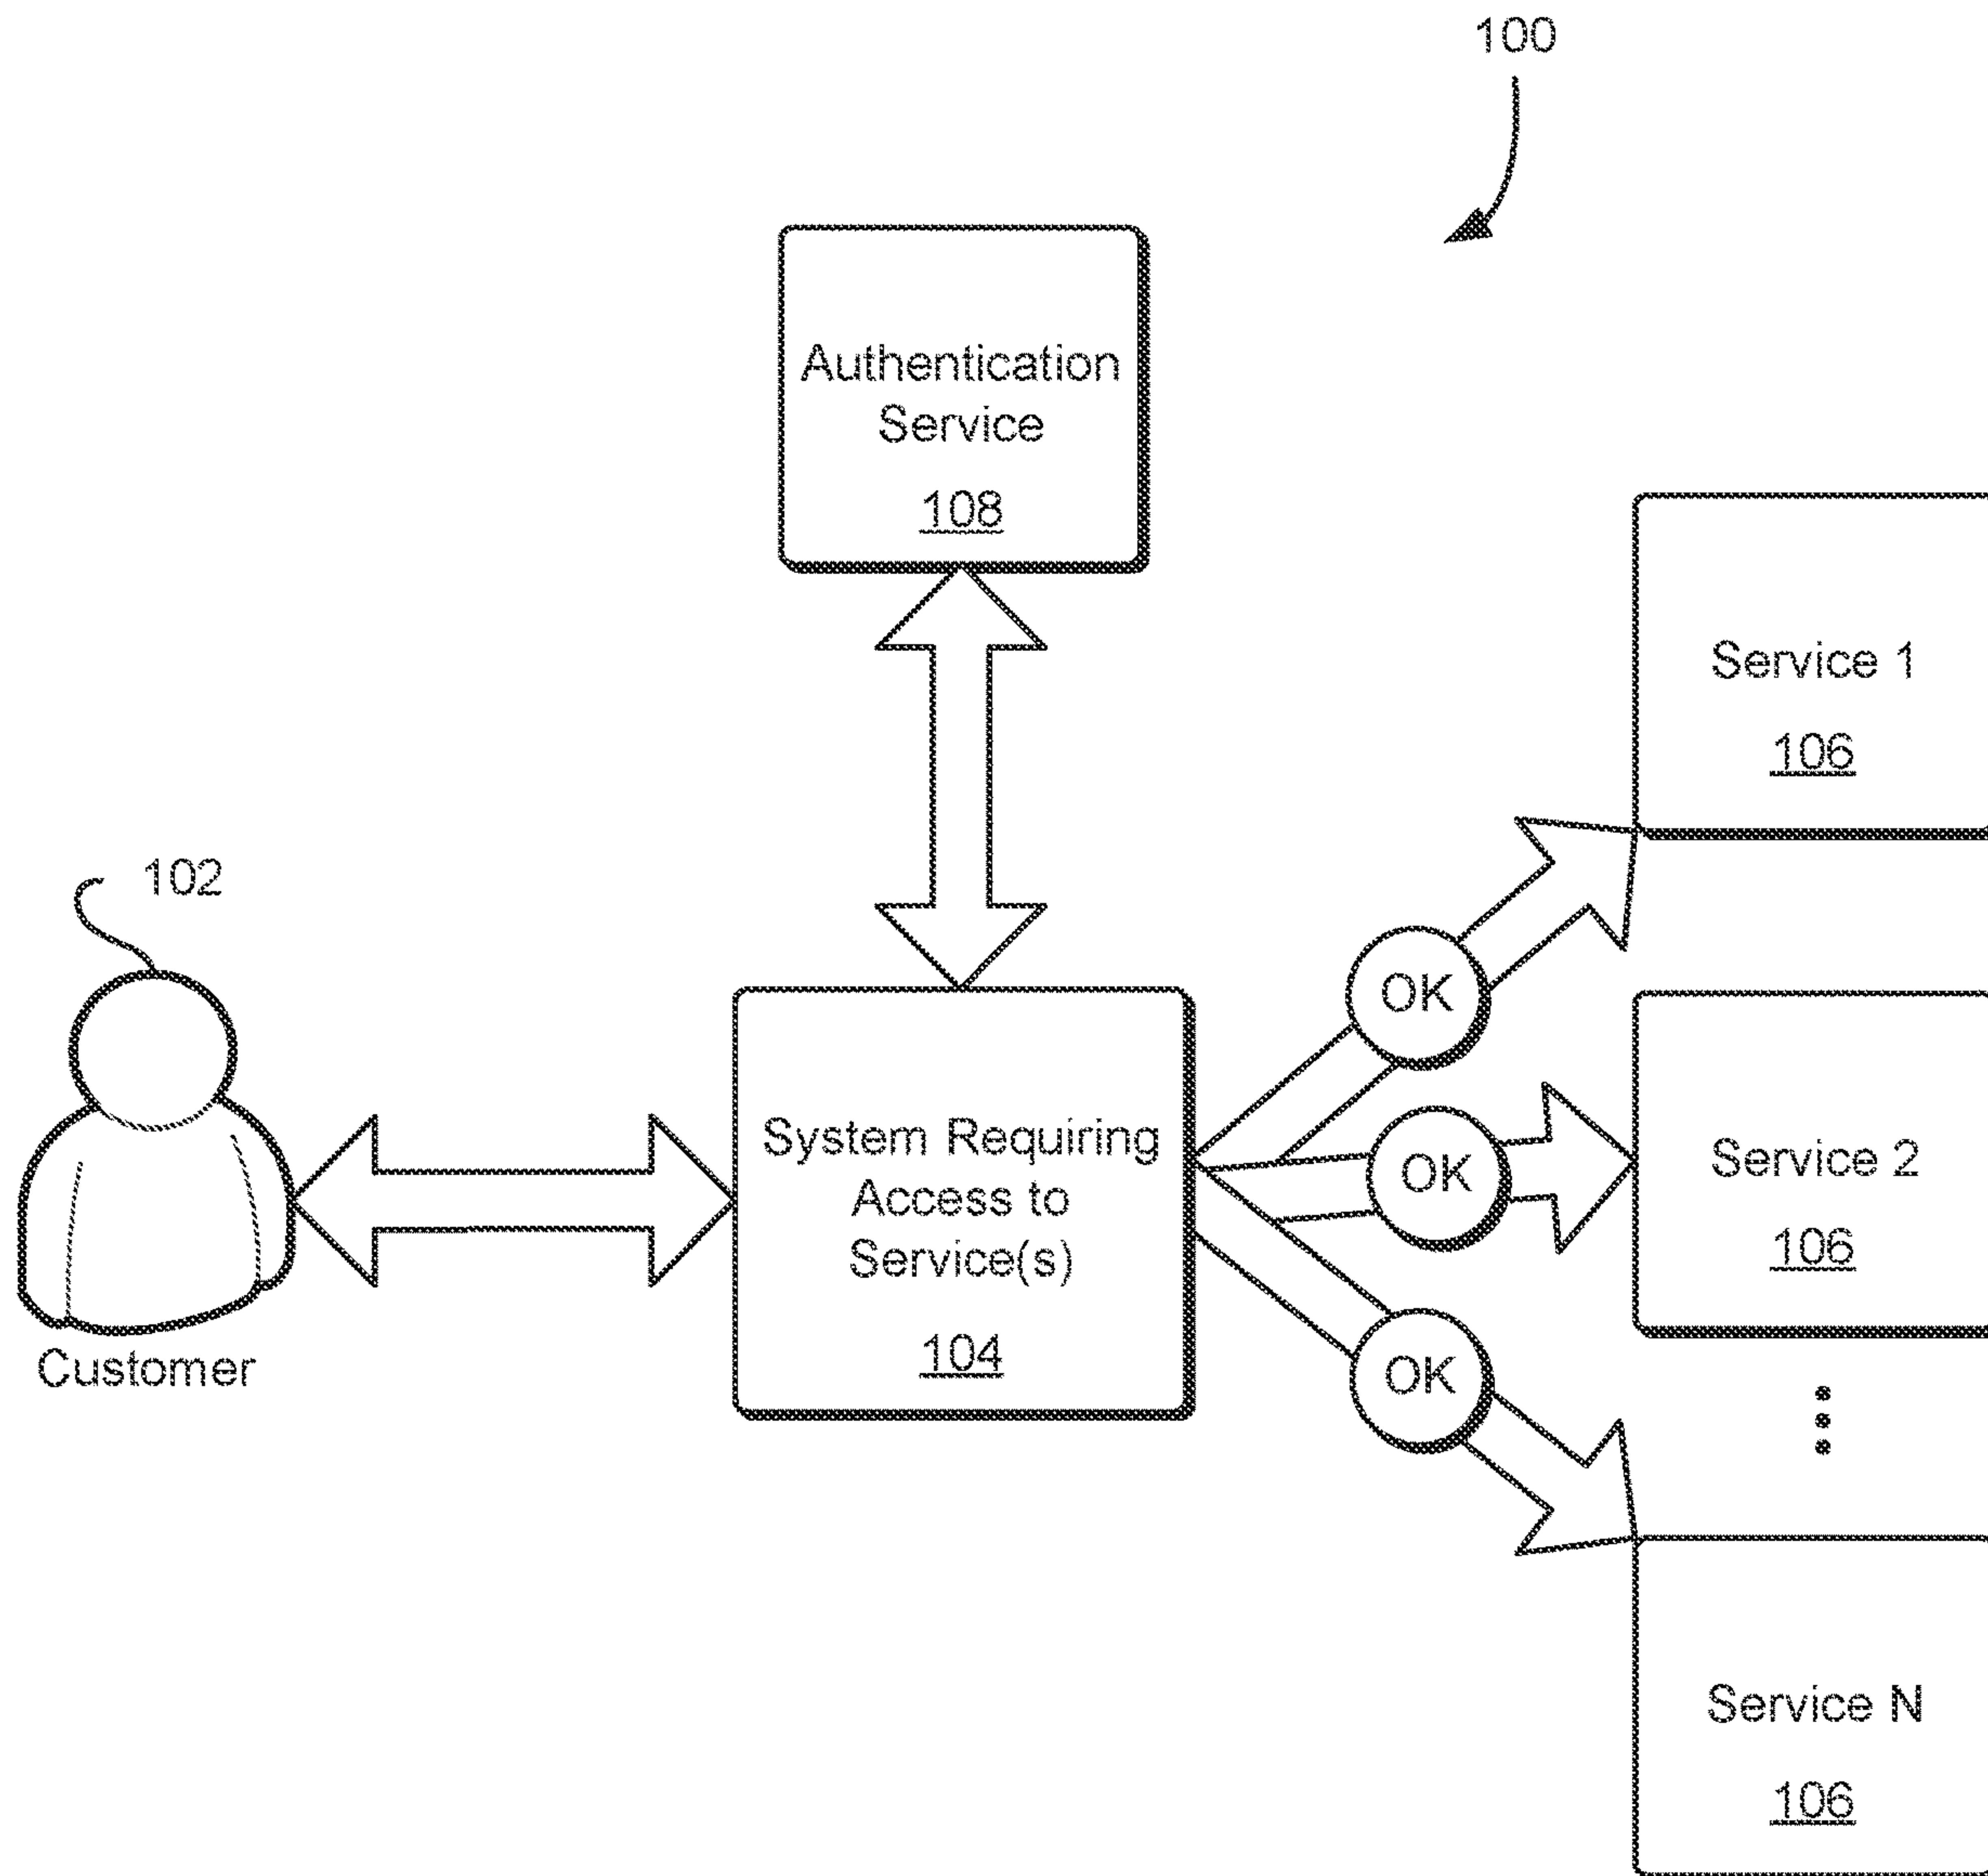 100
Authentication
Service
108
Service 1
106
102
OK
System Requiring
Access to
Service(s)
104
OK
Service 2
106
OK
Customer
Service N
106